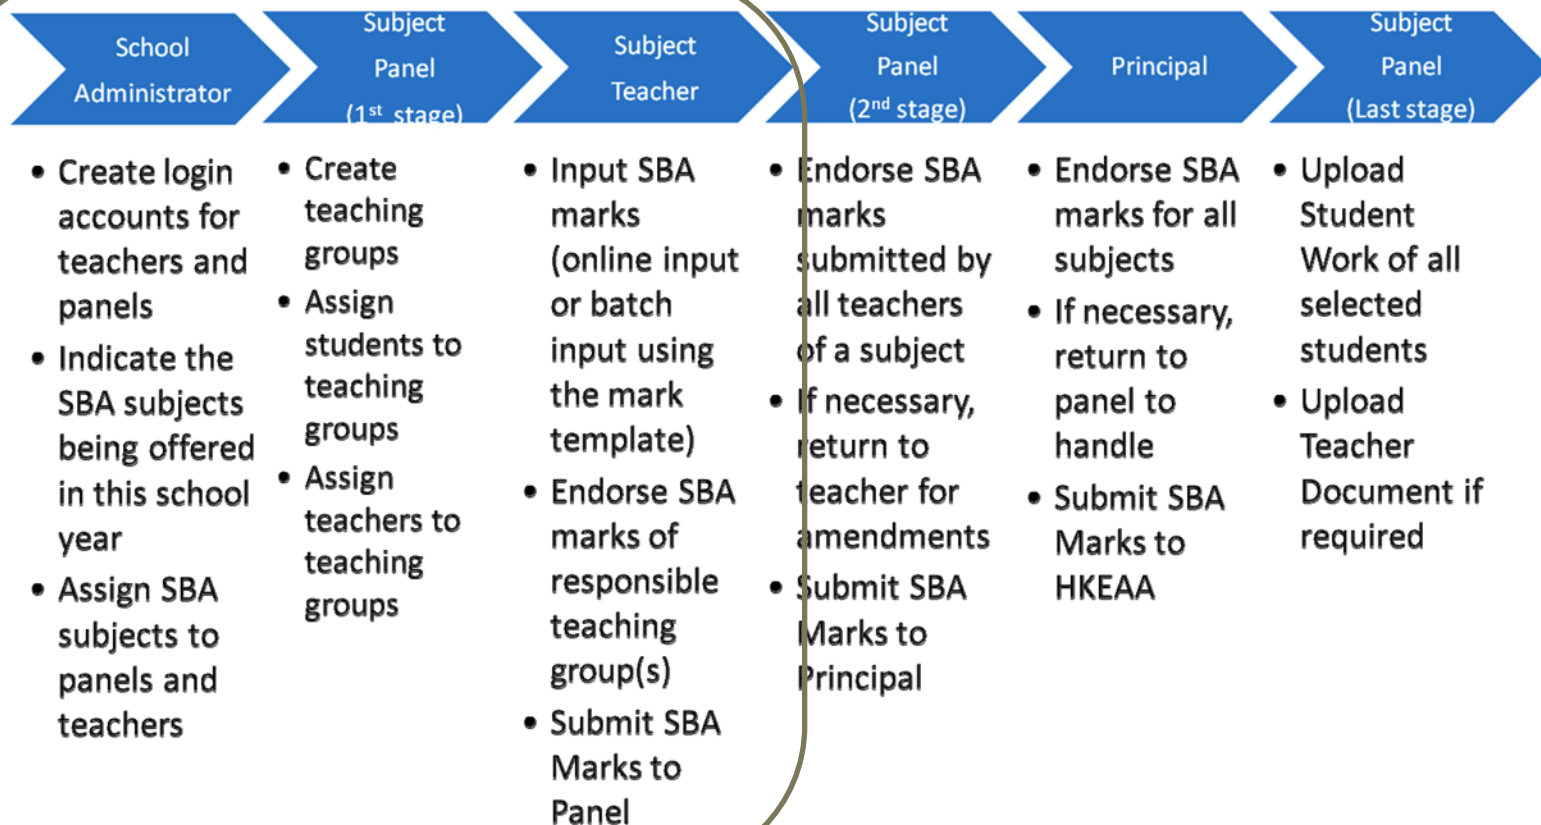 School
Administrator
• Create login
accounts for
teachers and
panels
• Indicate the
SBA subjects
being offered
in this school
year
• Assign SBA
subjects to
panels and
teachers
Subject
Panel
(1st stage)
• Create
teaching
groups
• Assign
students to
teaching
groups
• Assign
teachers to
teaching
groups
Subject
Teacher
• Input SBA
marks
(online input
or batch
input using
the mark
template)
• Endorse SBA
marks of
responsible
teaching
group(s)
• Submit SBA
Marks to
Panel
Subject
Panel
(2nd stage)
• Endorse SBA
marks
submitted by
all teachers
of a subject
• If necessary,
return to
teacher for
amendments
• Submit SBA
Marks to
Principal
Principal
• Endorse SBA
marks for all
subjects
• If necessary,
return to
panel to
handle
• Submit SBA
Marks to
HKEAA
Subject
Panel
(Last stage)
• Upload
Student
Work of all
selected
students
• Upload
Teacher
Document if
required